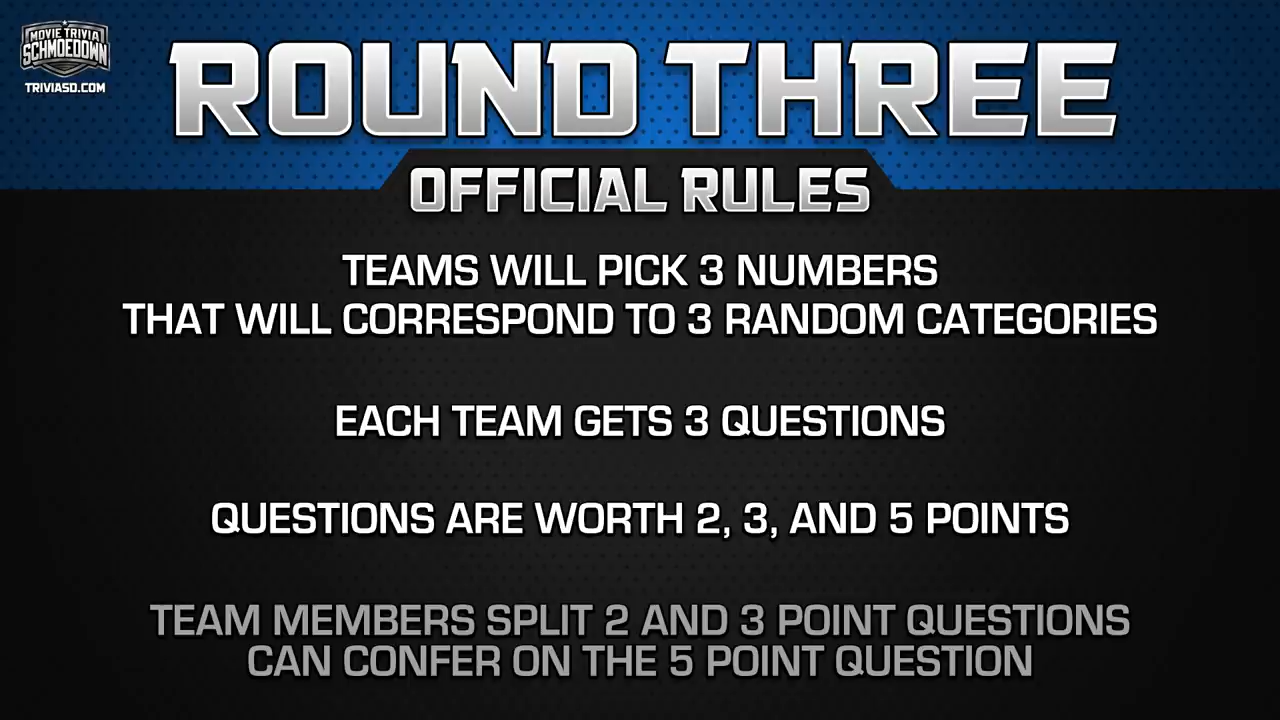 MOVIE TRIVIA
SCHMOEDOWN
TRIVIASD.COM
ROUND THREE
OFFICIAL RULES
TEAMS WILL PICK 3 NUMBERS
THAT WILL CORRESPOND TO 3 RANDOM CATEGORIES
EACH TEAM GETS 3 QUESTIONS
QUESTIONS ARE WORTH 2, 3, AND 5 POINTS
TEAM MEMBERS SPLIT 2 AND 3 POINT QUESTIONS
CAN CONFER ON THE 5 POINT QUESTION